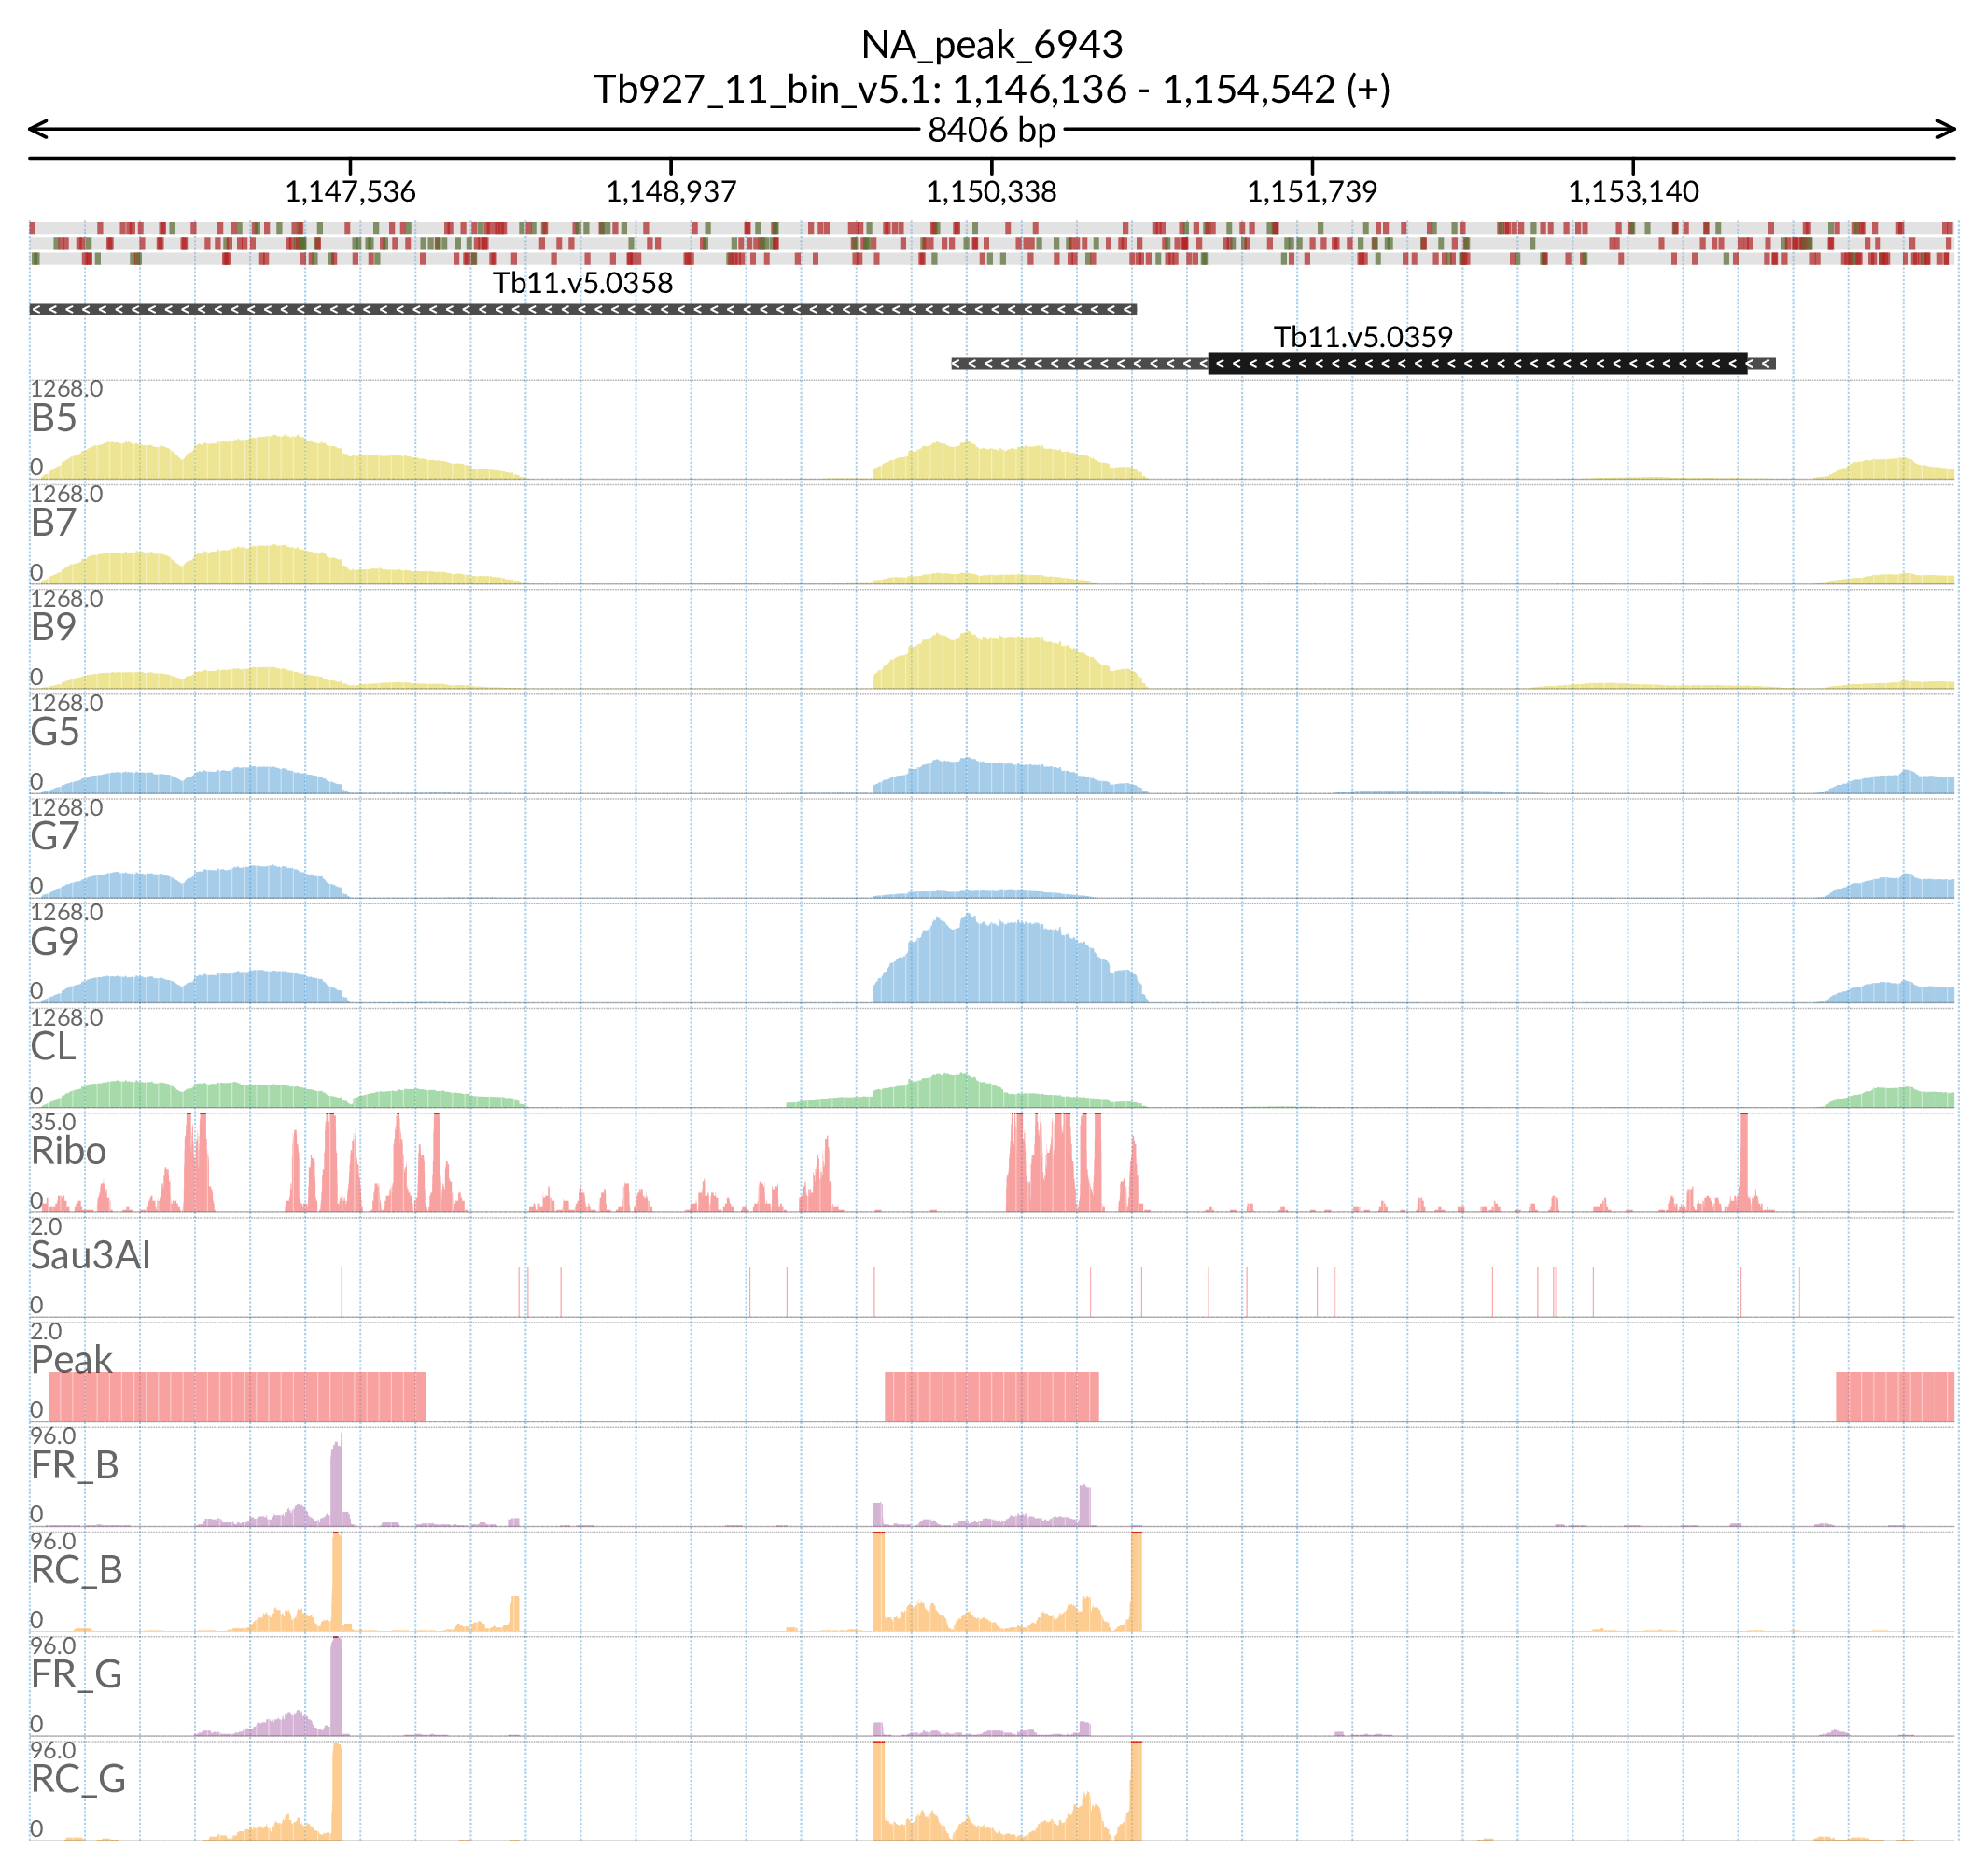 NA_peak_6943
Tb927_11_bin_v5.1: 1,146,136 - 1,154,542 (+)
8406 bp
1,147,536 1,148,937 1,150,338 1,151,739 1,153,140
Tb11.v5.0358
Tb11.v5.0359
1268.0
B5
0
1268.0
B7
0
1268.0
B9
0
1268.0
G5
0
1268.0
G7
0
1268.0
G9
0
1268.0
CL
0
35.0
Ribo
0
2.0
Sau3AI
0
2.0
Peak
0
96.0
FR_B
0
96.0
RC_B
0
96.0
FR_G
0
96.0
RC_G
0